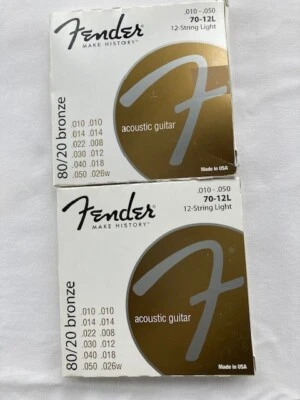 Fender
MAKE HISTORY™
.010 - .050
70-12L
12-String Light
80/20 bronze
.010 .010
.014 .014
.022 .008
.030 .012
.040 .018
.050 .026w
acoustic guitar
F
Made in USA
Fender
MAKE HISTORY™
.010 - .050
70-12L
12-String Light
80/20 bronze
.010 .010
.014 .014
.022 .008
.030 .012
.040 .018
.050 .026w
acoustic guitar
F
Made in USA